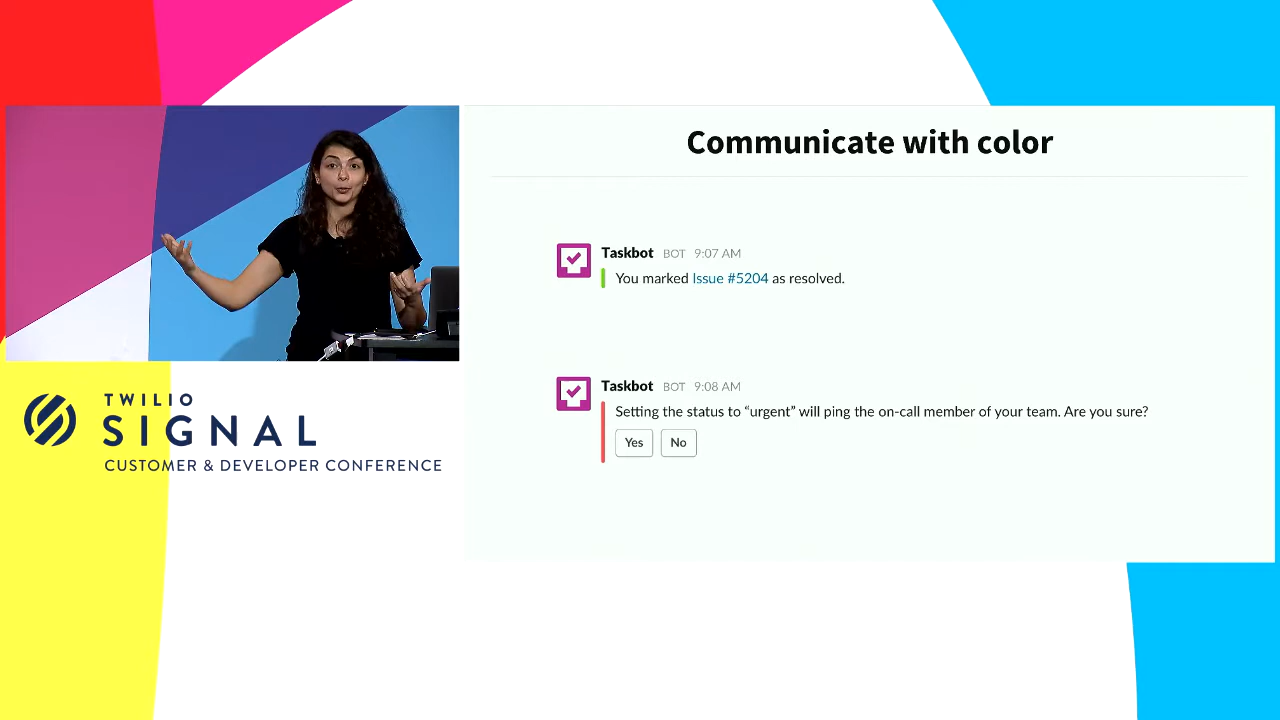 Communicate with color
Taskbot BOT 9:07 AM
You marked Issue #5204 as resolved.
Taskbot BOT 9:08 AM
Setting the status to “urgent” will ping the on-call member of your team. Are you sure?
Yes No
TWILIO
SIGNAL
CUSTOMER & DEVELOPER CONFERENCE